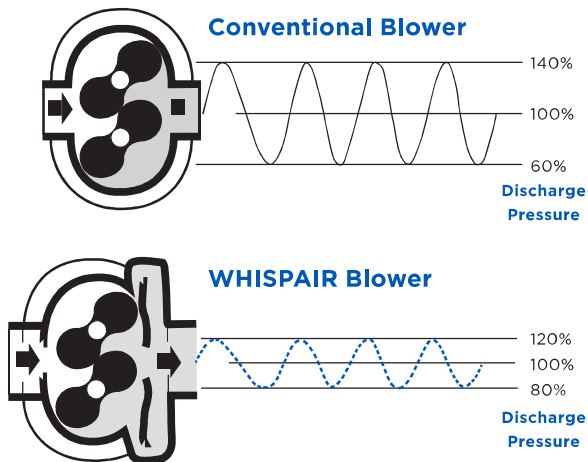 Conventional Blower
140%
100%
60%
Discharge
Pressure
WHISPAIR Blower
120%
100%
80%
Discharge
Pressure